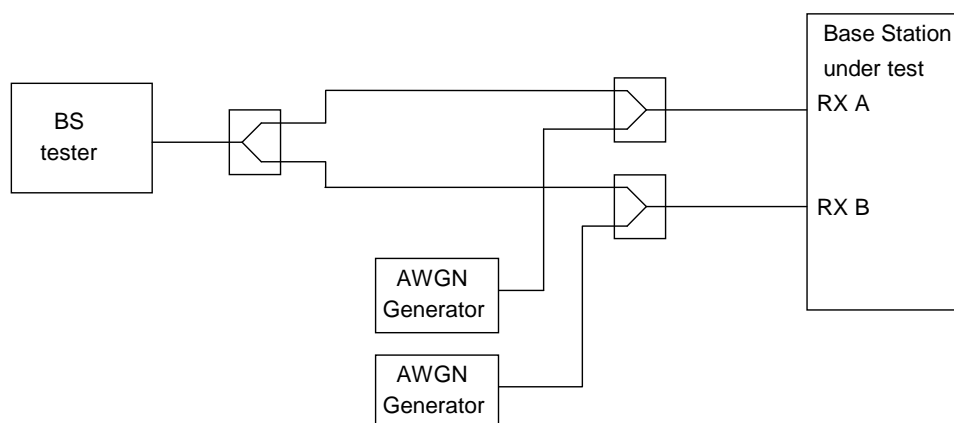 BS
tester
Base Station
under test
RX A
RX B
AWGN
Generator
AWGN
Generator